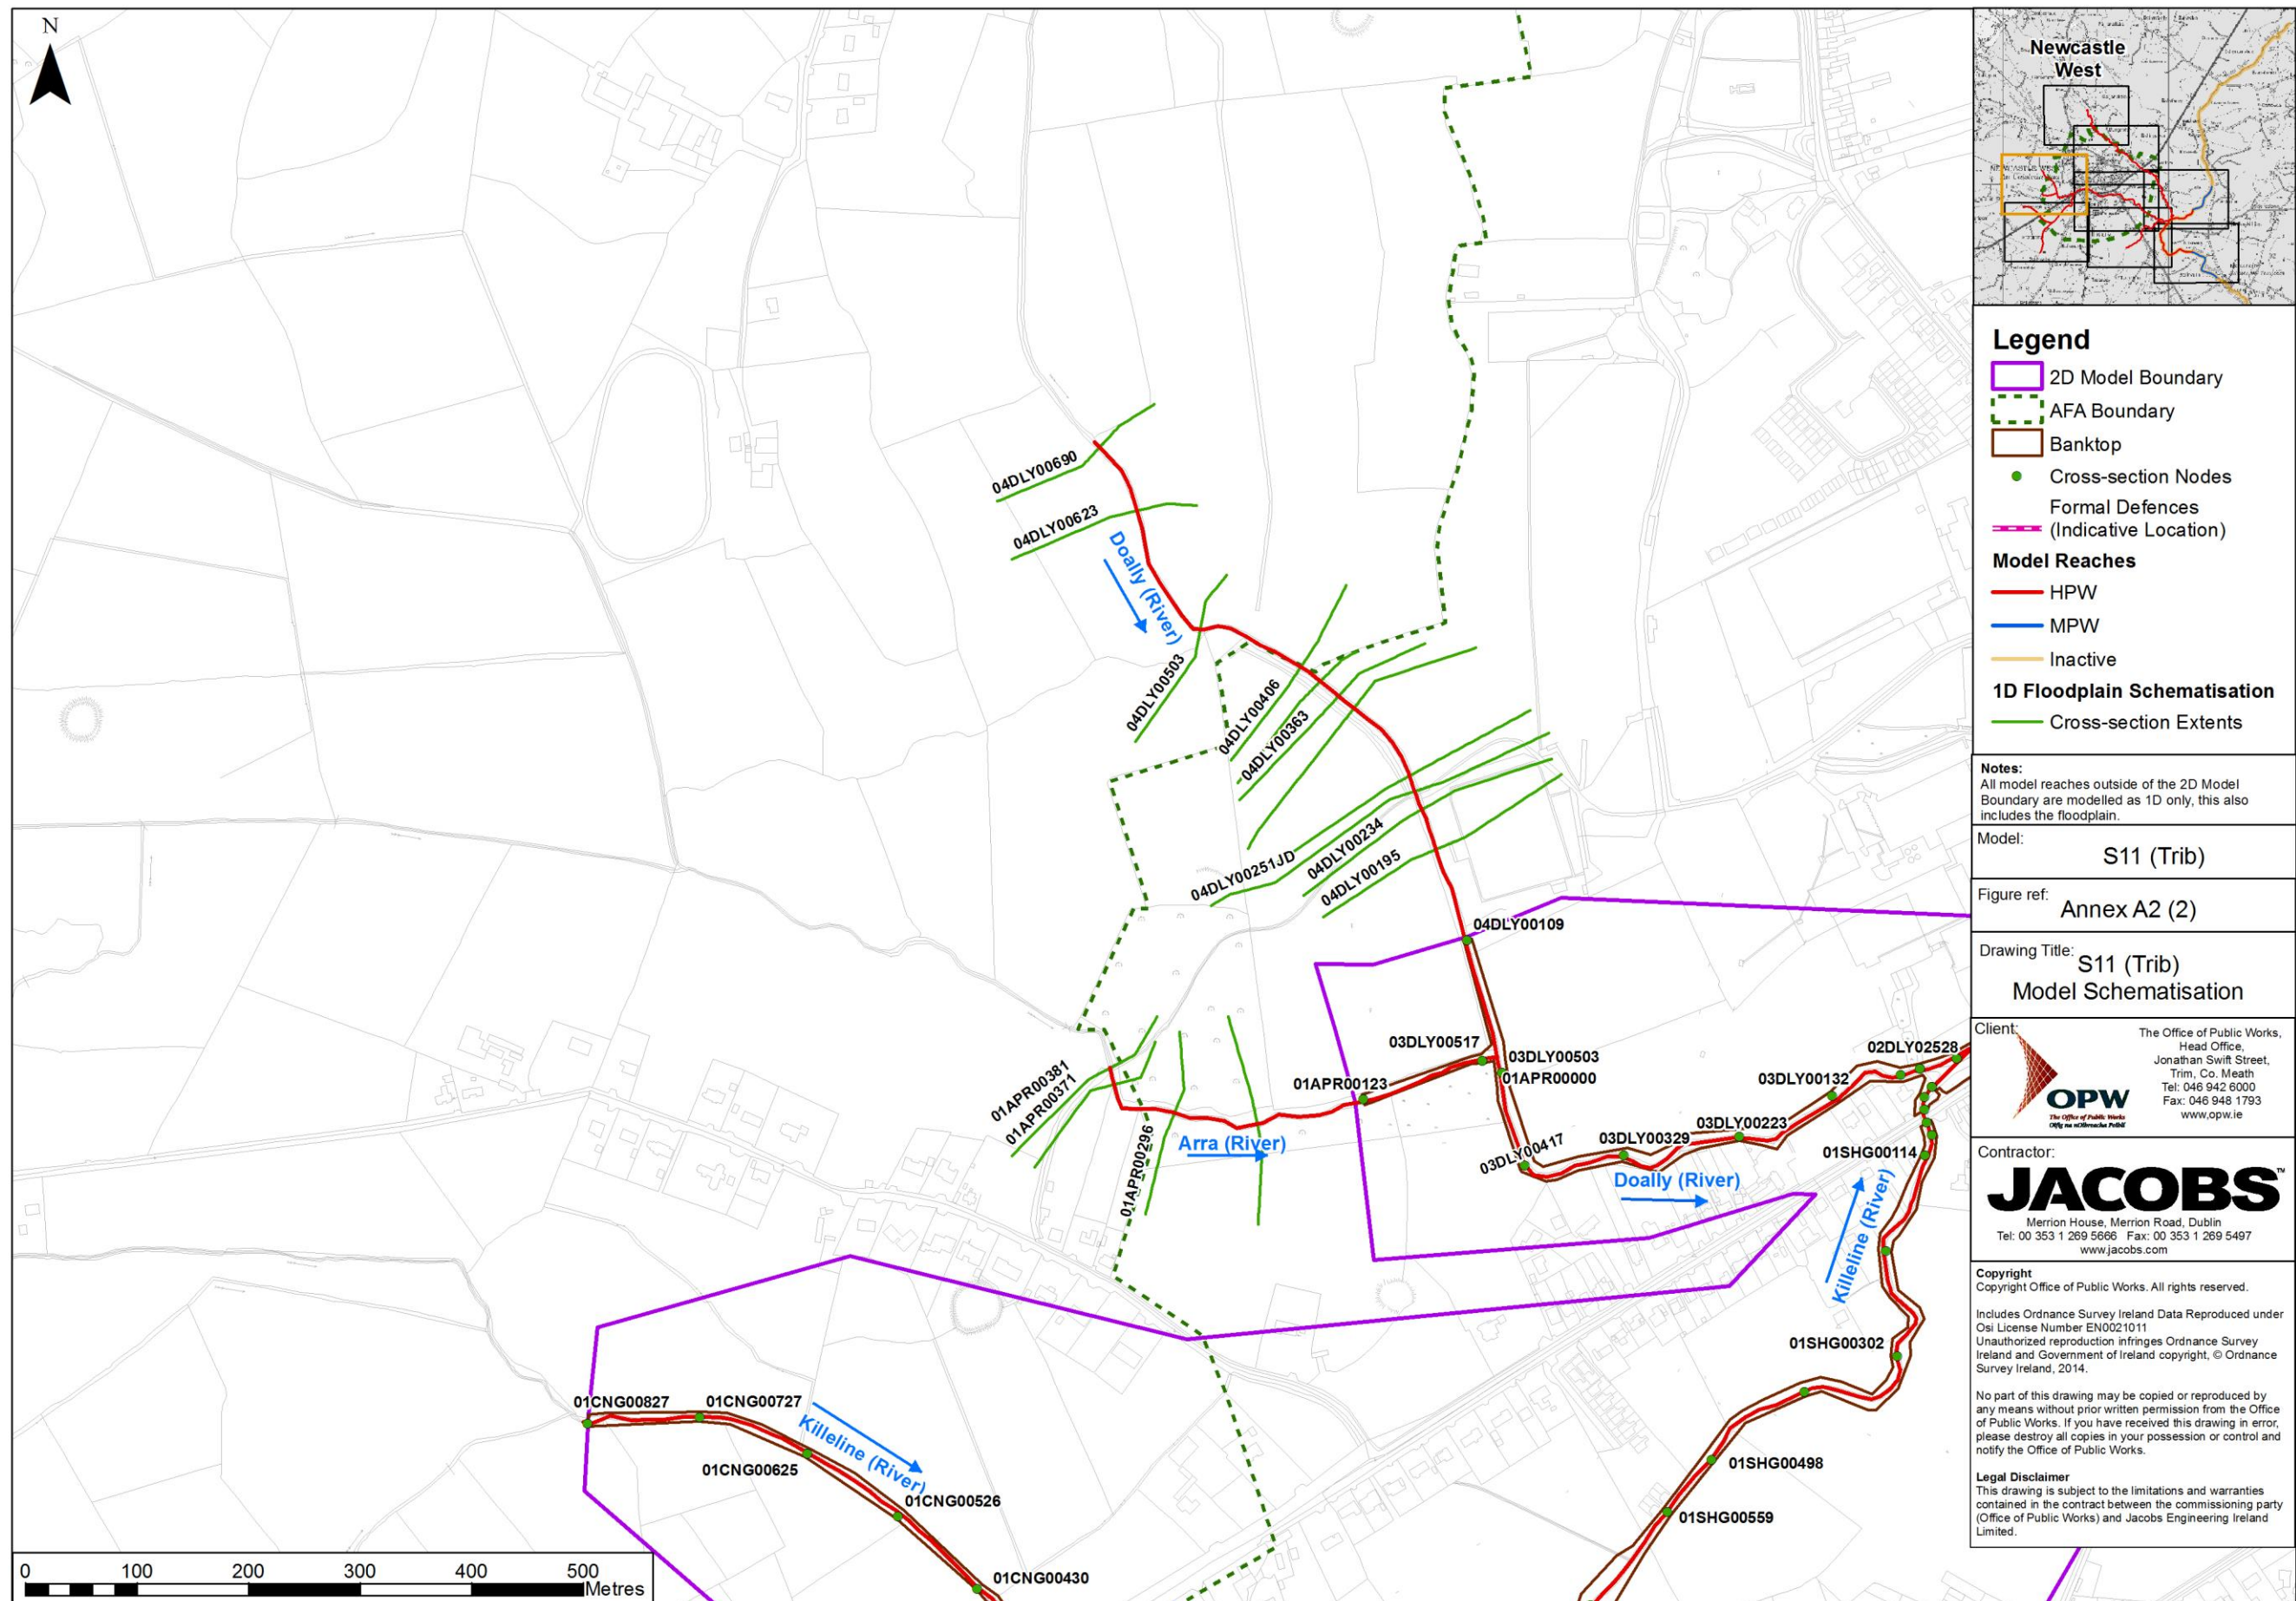 N
04DLY00690
04DLY00623
Doally (River)
04DLY00503
04DLY00406
04DLY00363
04DLY00251JD
04DLY00234
04DLY00195
04DLY00109
03DLY00517
03DLY00503
01APR00000
01APR00123
01APR00381
01APR00371
01APR00296
Arra (River)
03DLY00417
03DLY00329
03DLY00223
03DLY00132
02DLY02528
Doally (River)
01SHG00114
Killeline (River)
01SHG00302
01SHG00498
01SHG00559
01CNG00827
01CNG00727
Killeline (River)
01CNG00625
01CNG00526
01CNG00430
0 100 200 300 400 500
Metres
Newcastle
West
Legend
2D Model Boundary
AFA Boundary
Banktop
Cross-section Nodes
Formal Defences
(Indicative Location)
Model Reaches
HPW
MPW
Inactive
1D Floodplain Schematisation
Cross-section Extents
Notes:
All model reaches outside of the 2D Model
Boundary are modelled as 1D only, this also
includes the floodplain.
Model:
S11 (Trib)
Figure ref:
Annex A2 (2)
Drawing Title:
S11 (Trib)
Model Schematisation
Client:
OPW
The Office of Public Works
Oifig na nOibreacha Poiblí
The Office of Public Works,
Head Office,
Jonathan Swift Street,
Trim, Co. Meath
Tel: 046 942 6000
Fax: 046 948 1793
www.opw.ie
Contractor:
JACOBS™
Merrion House, Merrion Road, Dublin
Tel: 00 353 1 269 5666 Fax: 00 353 1 269 5497
www.jacobs.com
Copyright
Copyright Office of Public Works. All rights reserved.
Includes Ordnance Survey Ireland Data Reproduced under
Osi License Number EN0021011
Unauthorized reproduction infringes Ordnance Survey
Ireland and Government of Ireland copyright, © Ordnance
Survey Ireland, 2014.
No part of this drawing may be copied or reproduced by
any means without prior written permission from the Office
of Public Works. If you have received this drawing in error,
please destroy all copies in your possession or control and
notify the Office of Public Works.
Legal Disclaimer
This drawing is subject to the limitations and warranties
contained in the contract between the commissioning party
(Office of Public Works) and Jacobs Engineering Ireland
Limited.